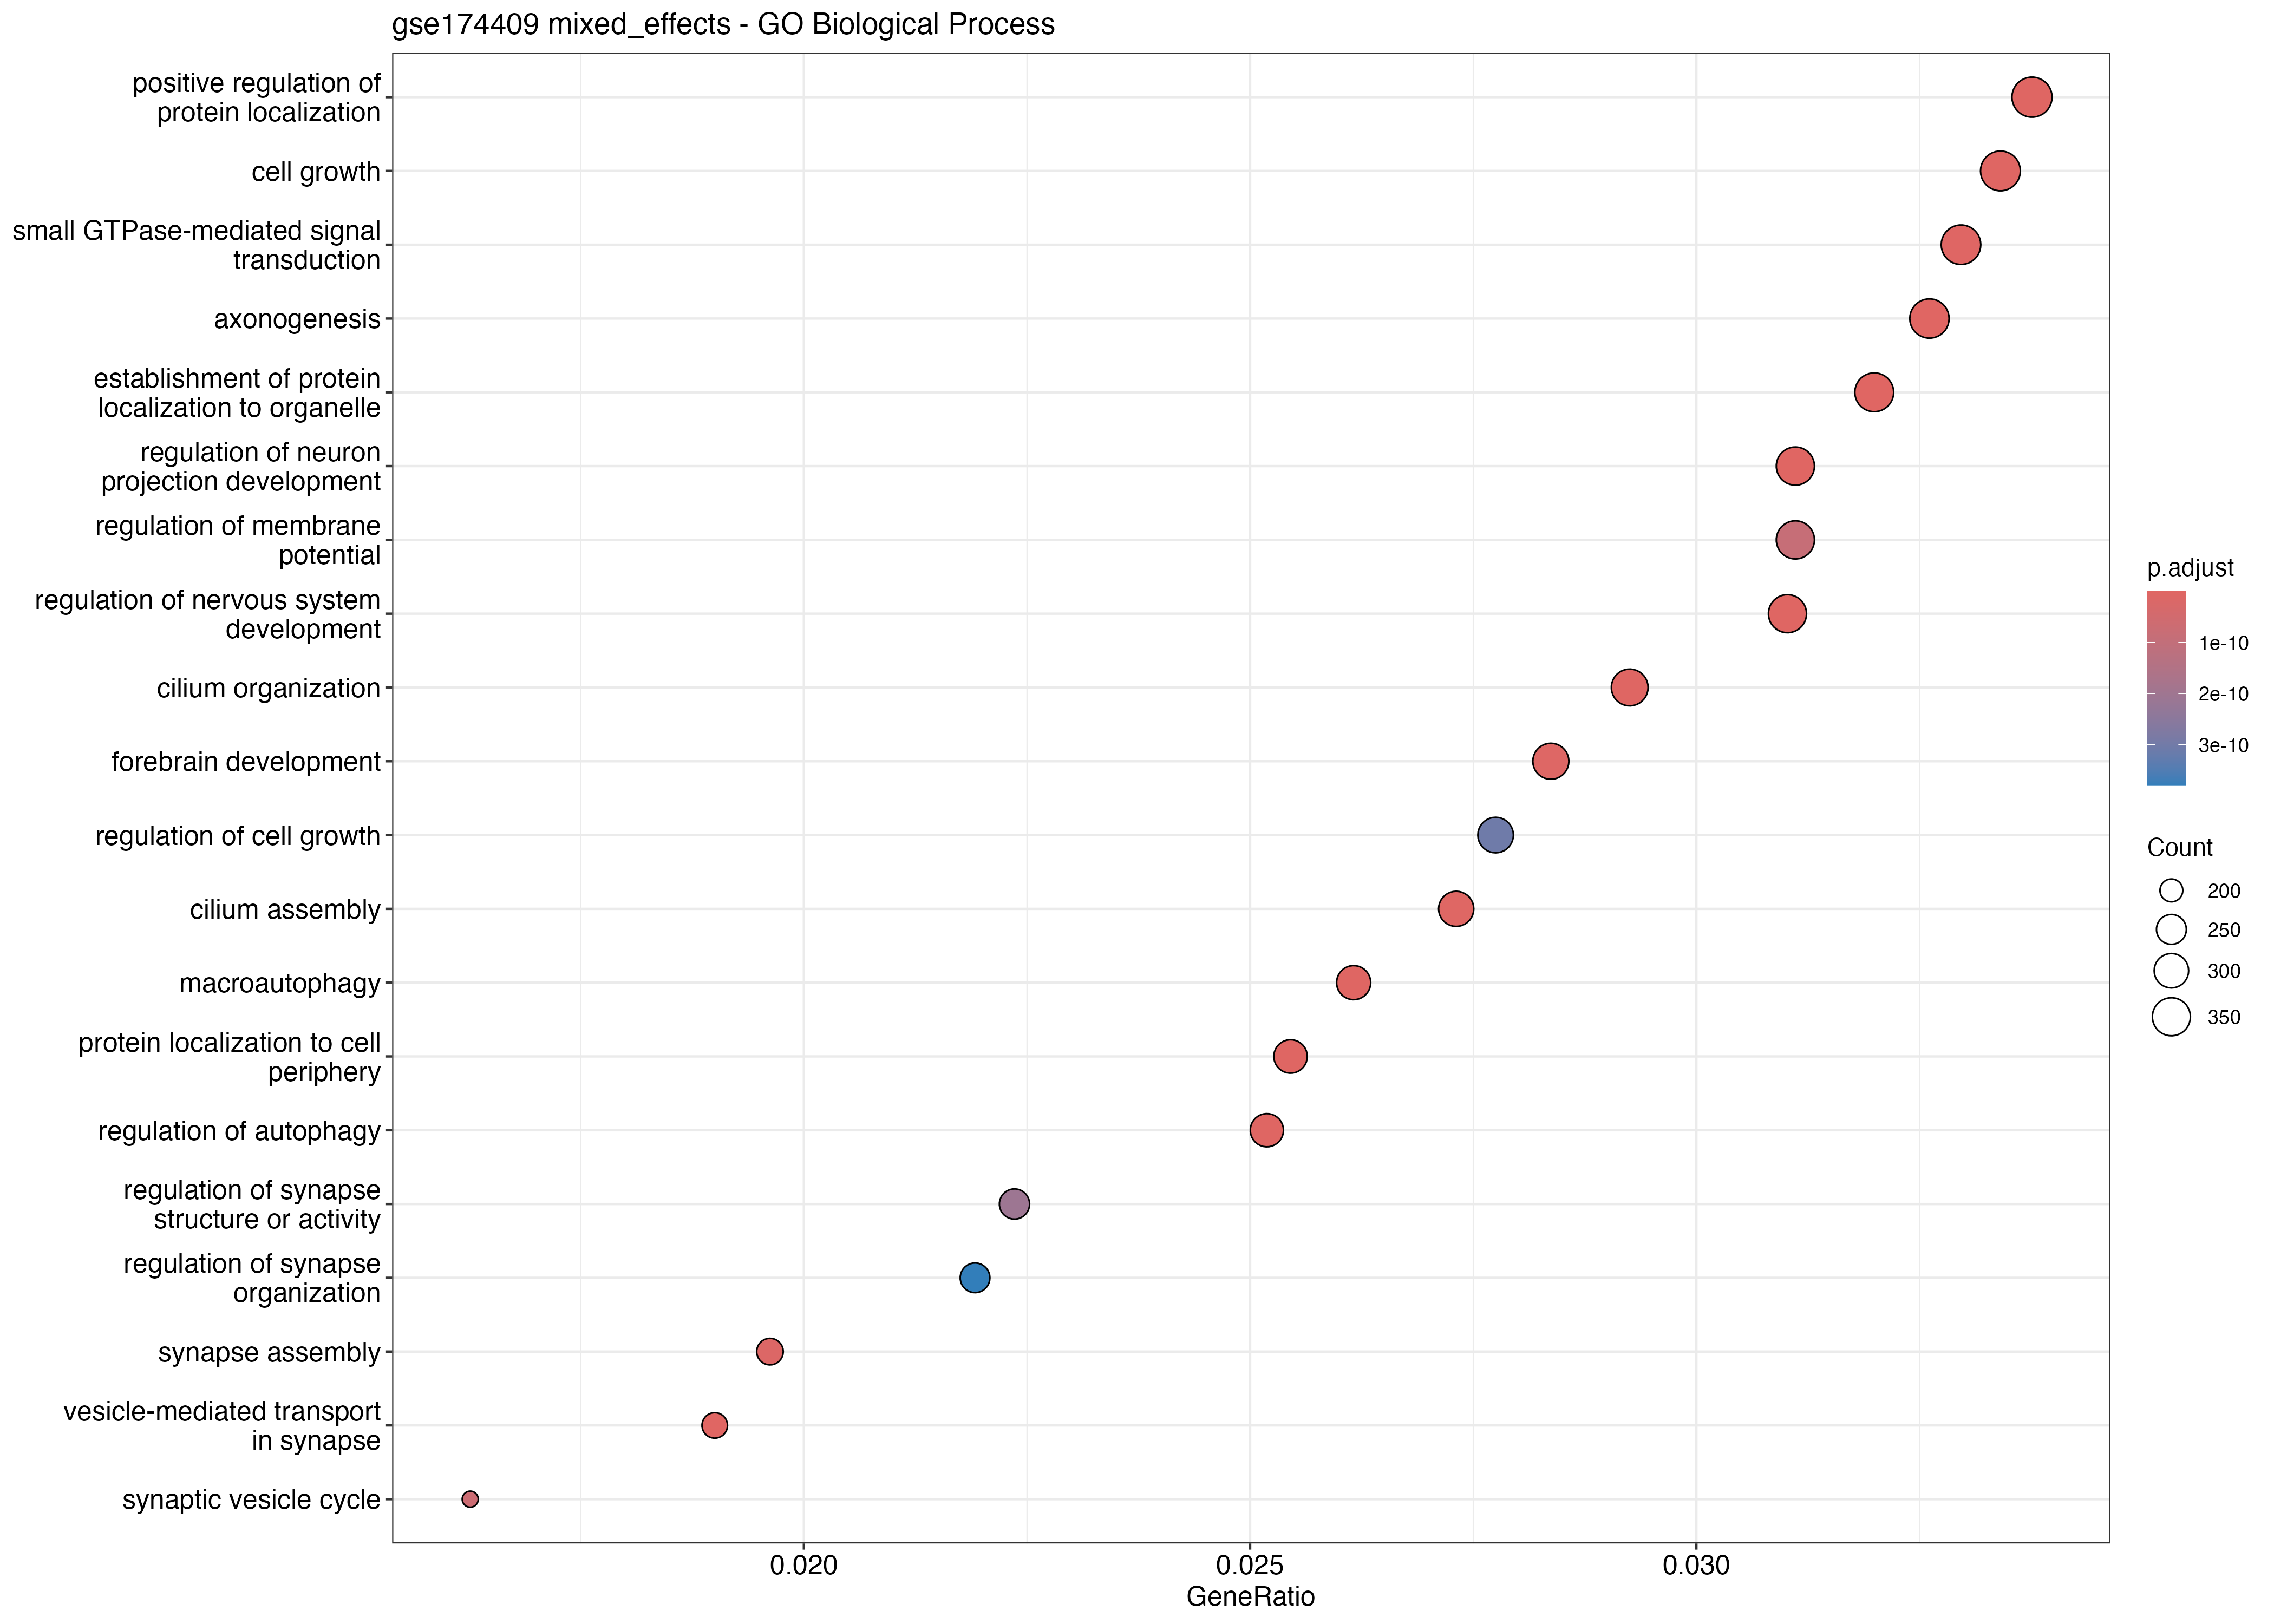 gse174409 mixed_effects - GO Biological Process
positive regulation of
protein localization
cell growth
small GTPase-mediated signal
transduction
axonogenesis
establishment of protein
localization to organelle
regulation of neuron
projection development
regulation of membrane
potential
regulation of nervous system
development
cilium organization
forebrain development
regulation of cell growth
cilium assembly
macroautophagy
protein localization to cell
periphery
regulation of autophagy
regulation of synapse
structure or activity
regulation of synapse
organization
synapse assembly
vesicle-mediated transport
in synapse
synaptic vesicle cycle
0.020
0.025
0.030
GeneRatio
p.adjust
1e-10
2e-10
3e-10
Count
200
250
300
350